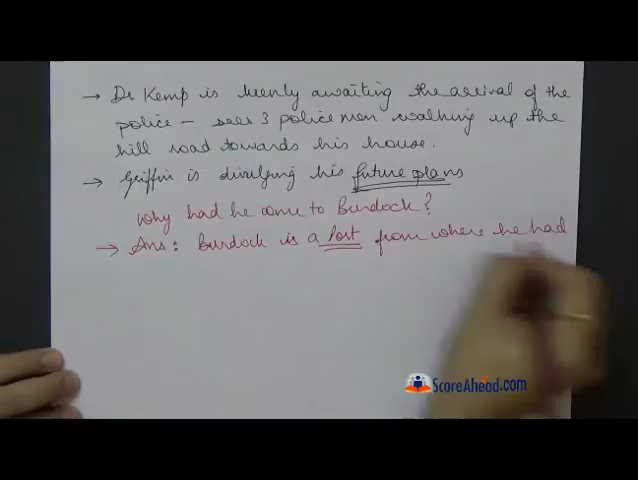 → Dr Kemp is keenly awaiting the arrival of the
police - sees 3 police men walking up the
hill road towards his house.
→ Griffin is divulging his future plans
why had he come to Burdock?
→ Ans: Burdock is a Port from where he had
ScoreAhead.com